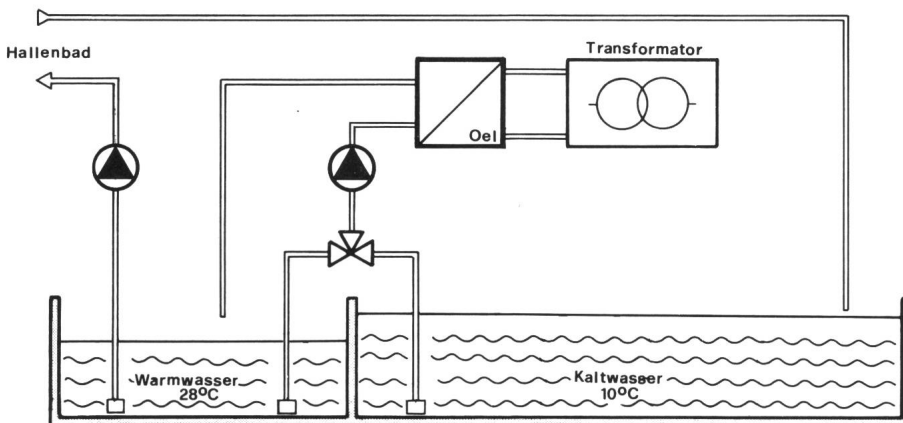 Hallenbad
Transformator
Oel
Warmwasser
28°C
Kaltwasser
10°C